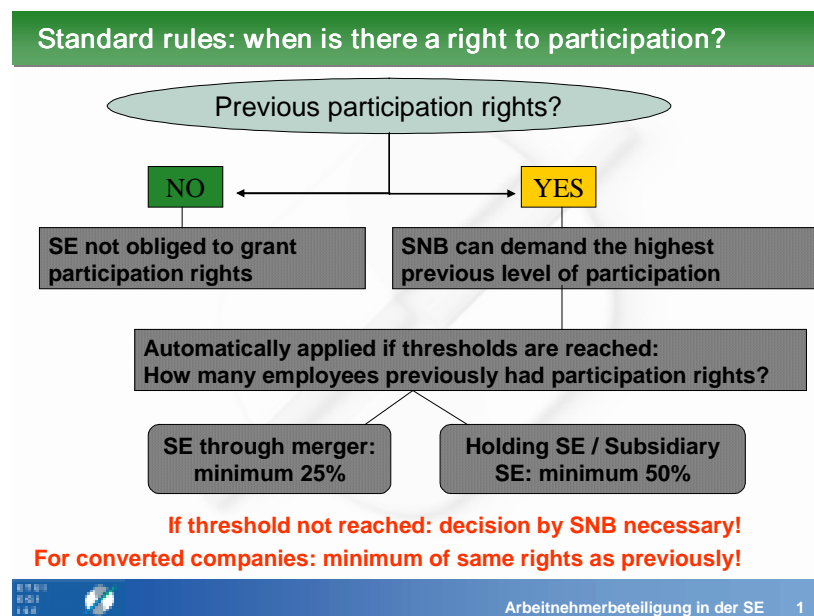 Standard rules: when is there a right to participation?
Previous participation rights?
NO
YES
SE not obliged to grant
participation rights
SNB can demand the highest
previous level of participation
Automatically applied if thresholds are reached:
How many employees previously had participation rights?
SE through merger:
minimum 25%
Holding SE / Subsidiary
SE: minimum 50%
If threshold not reached: decision by SNB necessary!
For converted companies: minimum of same rights as previously!
Arbeitnehmerbeteiligung in der SE 1